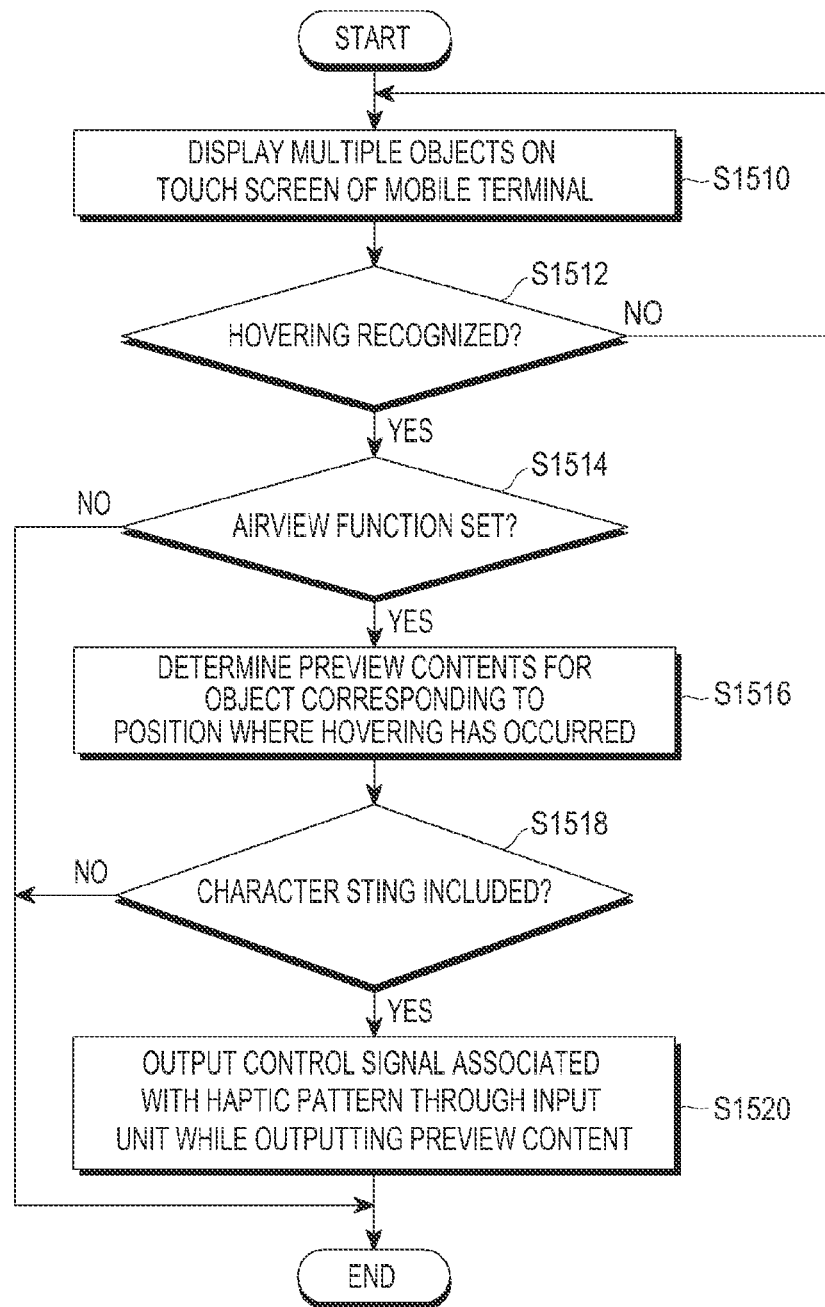 START
DISPLAY MULTIPLE OBJECTS ON
TOUCH SCREEN OF MOBILE TERMINAL
S1510
S1512
HOVERING RECOGNIZED?
NO
YES
S1514
NO
AIRVIEW FUNCTION SET?
YES
DETERMINE PREVIEW CONTENTS FOR
OBJECT CORRESPONDING TO
POSITION WHERE HOVERING HAS OCCURRED
S1516
S1518
NO
CHARACTER STING INCLUDED?
YES
OUTPUT CONTROL SIGNAL ASSOCIATED
WITH HAPTIC PATTERN THROUGH INPUT
UNIT WHILE OUTPUTTING PREVIEW CONTENT
S1520
END